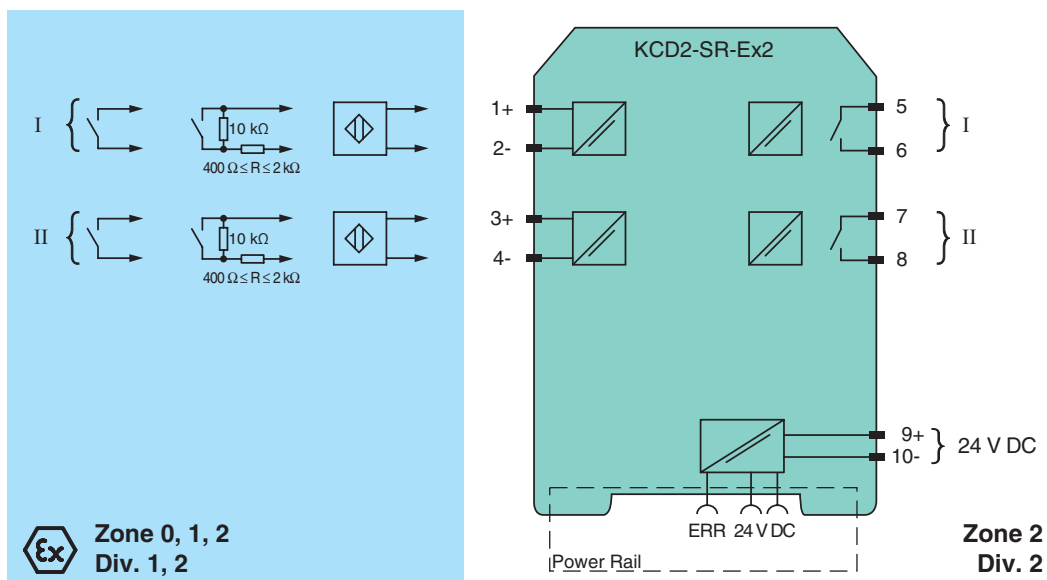 KCD2-SR-Ex2
I
10 kΩ
400 Ω ≤ R ≤ 2 kΩ
1+
2-
5
6
I
II
10 kΩ
400 Ω ≤ R ≤ 2 kΩ
3+
4-
7
8
II
9+
10-
24 V DC
ERR 24 V DC
Power Rail
Ex
Zone 0, 1, 2
Div. 1, 2
Zone 2
Div. 2